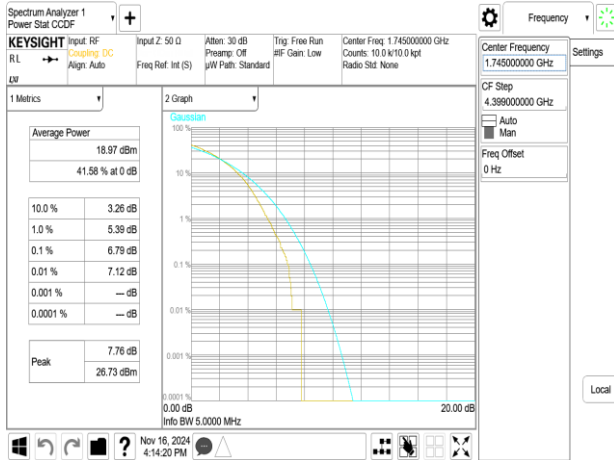 Spectrum Analyzer 1
Power Stat CCDF
+
Frequency
KEYSIGHT
RL
LXI
Input: RF
Coupling: DC
Align: Auto
Input Z: 50 Ω
Freq Ref: Int (S)
Atten: 30 dB
Preamp: Off
µW Path: Standard
Trig: Free Run
#IF Gain: Low
Center Freq: 1.745000000 GHz
Counts: 10.0 k/10.0 kpt
Radio Std: None
Center Frequency
1.745000000 GHz
Settings
CF Step
4.399000000 GHz
Auto
Man
Freq Offset
0 Hz
Local
1 Metrics
Average Power
18.97 dBm
41.58 % at 0 dB
10.0 % 3.26 dB
1.0 % 5.39 dB
0.1 % 6.79 dB
0.01 % 7.12 dB
0.001 % --- dB
0.0001 % --- dB
Peak
7.76 dB
26.73 dBm
2 Graph
Gaussian
100 %
10 %
1 %
0.1 %
0.01 %
0.001 %
0.0001 %
0.00 dB 20.00 dB
Info BW 5.0000 MHz
?
Nov 16, 2024
4:14:20 PM